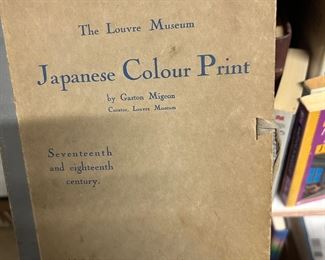 The Louvre Museum
Japanese Colour Print
by Gaston Migeon
Curator, Louvre Museum
Seventeenth
and eighteenth
century.